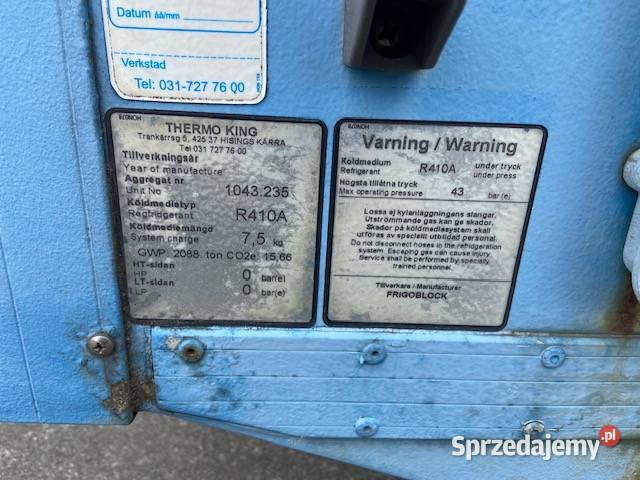 Datum åå/mm
Verkstad
Tel: 031-727 76 00
HON078
THERMO KING
Trankärrsg 5, 425 37 HISINGS KÄRRA
Tel 031 727 76 00
Tillverkningsår
Year of manufacture
Aggregat nr
Unit No 1043.235
Köldmedietyp
Regfridgerant R410A
Köldmediemängd
System charge 7,5 kg
GWP: 2088. ton CO2e: 15,66
HT-sidan
HP 0 bar(e)
LT-sidan
LP 0 bar(e)
HON078
Varning / Warning
Köldmedium R410A under tryck
Refrigerant under press
Högsta tillåtna tryck
Max operating pressure 43 bar(e)
Lossa ej kylanläggningens slangar.
Utströmmande gas kan ge skador.
Skador på köldmediesystem skall
utföras av speciellt utbildad personal.
Do not disconnect hoses in the refrigeration
system. Escaping gas can cause injury.
Service shall be performed by specially
trained personnel.
Tillverkare / Manufacturer
FRIGOBLOCK
Sprzedajemy.pl